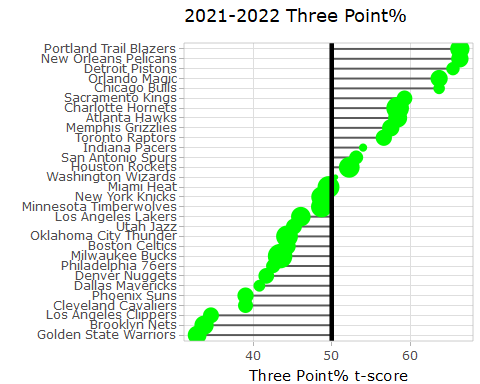 2021-2022 Three Point%
Portland Trail Blazers
New Orleans Pelicans
Detroit Pistons
Orlando Magic
Chicago Bulls
Sacramento Kings
Charlotte Hornets
Atlanta Hawks
Memphis Grizzlies
Toronto Raptors
Indiana Pacers
San Antonio Spurs
Houston Rockets
Washington Wizards
Miami Heat
New York Knicks
Minnesota Timberwolves
Los Angeles Lakers
Utah Jazz
Oklahoma City Thunder
Boston Celtics
Milwaukee Bucks
Philadelphia 76ers
Denver Nuggets
Dallas Mavericks
Phoenix Suns
Cleveland Cavaliers
Los Angeles Clippers
Brooklyn Nets
Golden State Warriors
40 50 60
Three Point% t-score